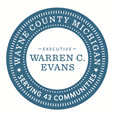 WAYNE COUNTY MICHIGAN
EXECUTIVE
WARREN C.
EVANS
SERVING 43 COMMUNITIES